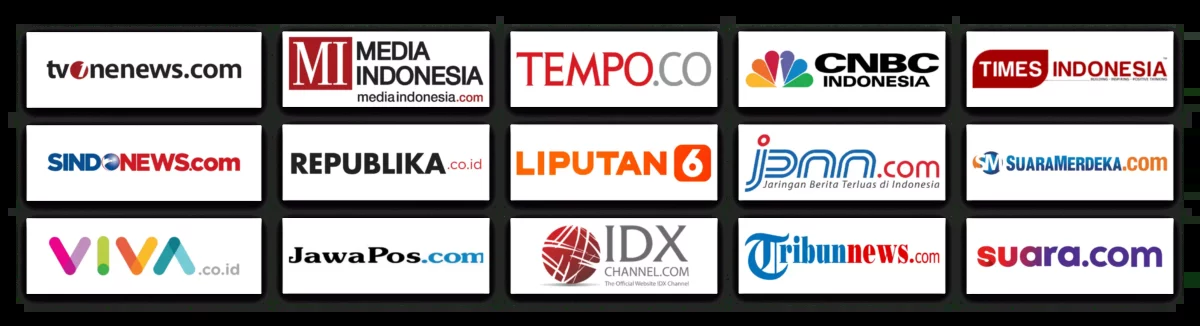 tvonenews.com
MI MEDIA
INDONESIA
mediaindonesia.com
TEMPO.CO
CNBC
INDONESIA
TIMES INDONESIA
SINDONEWS.com
REPUBLIKA.co.id
LIPUTAN 6
jpnn.com
Jaringan Berita Terluas di Indonesia
SM SUARAMERDEKA.com
VIVA.co.id
JawaPos.com
IDX
CHANNEL.COM
The Official Website IDX Channel
Tribunnews.com
suara.com